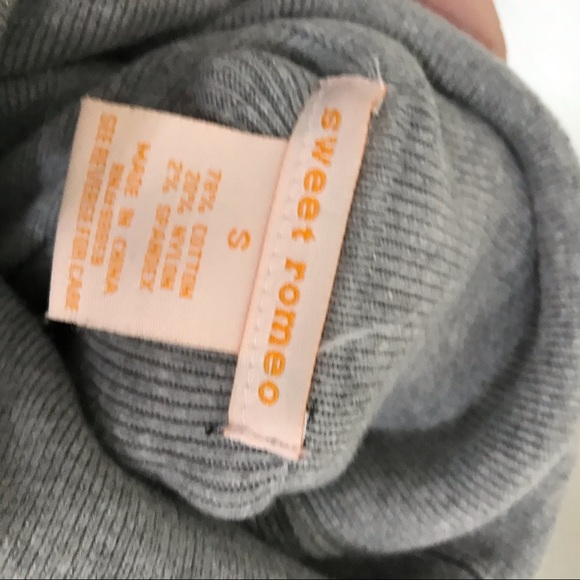 sweet romeo
S
78% COTTON
20% NYLON
2% SPANDEX
MADE IN CHINA
SEE REVERSE FOR CARE